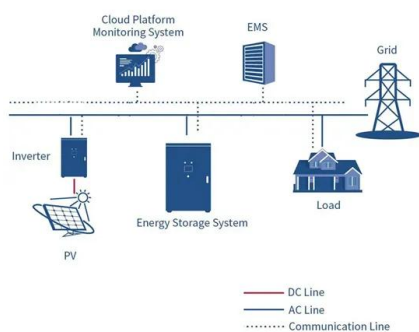 Cloud Platform
Monitoring System
EMS
Grid
Inverter
Energy Storage System
Load
PV
DC Line
AC Line
Communication Line